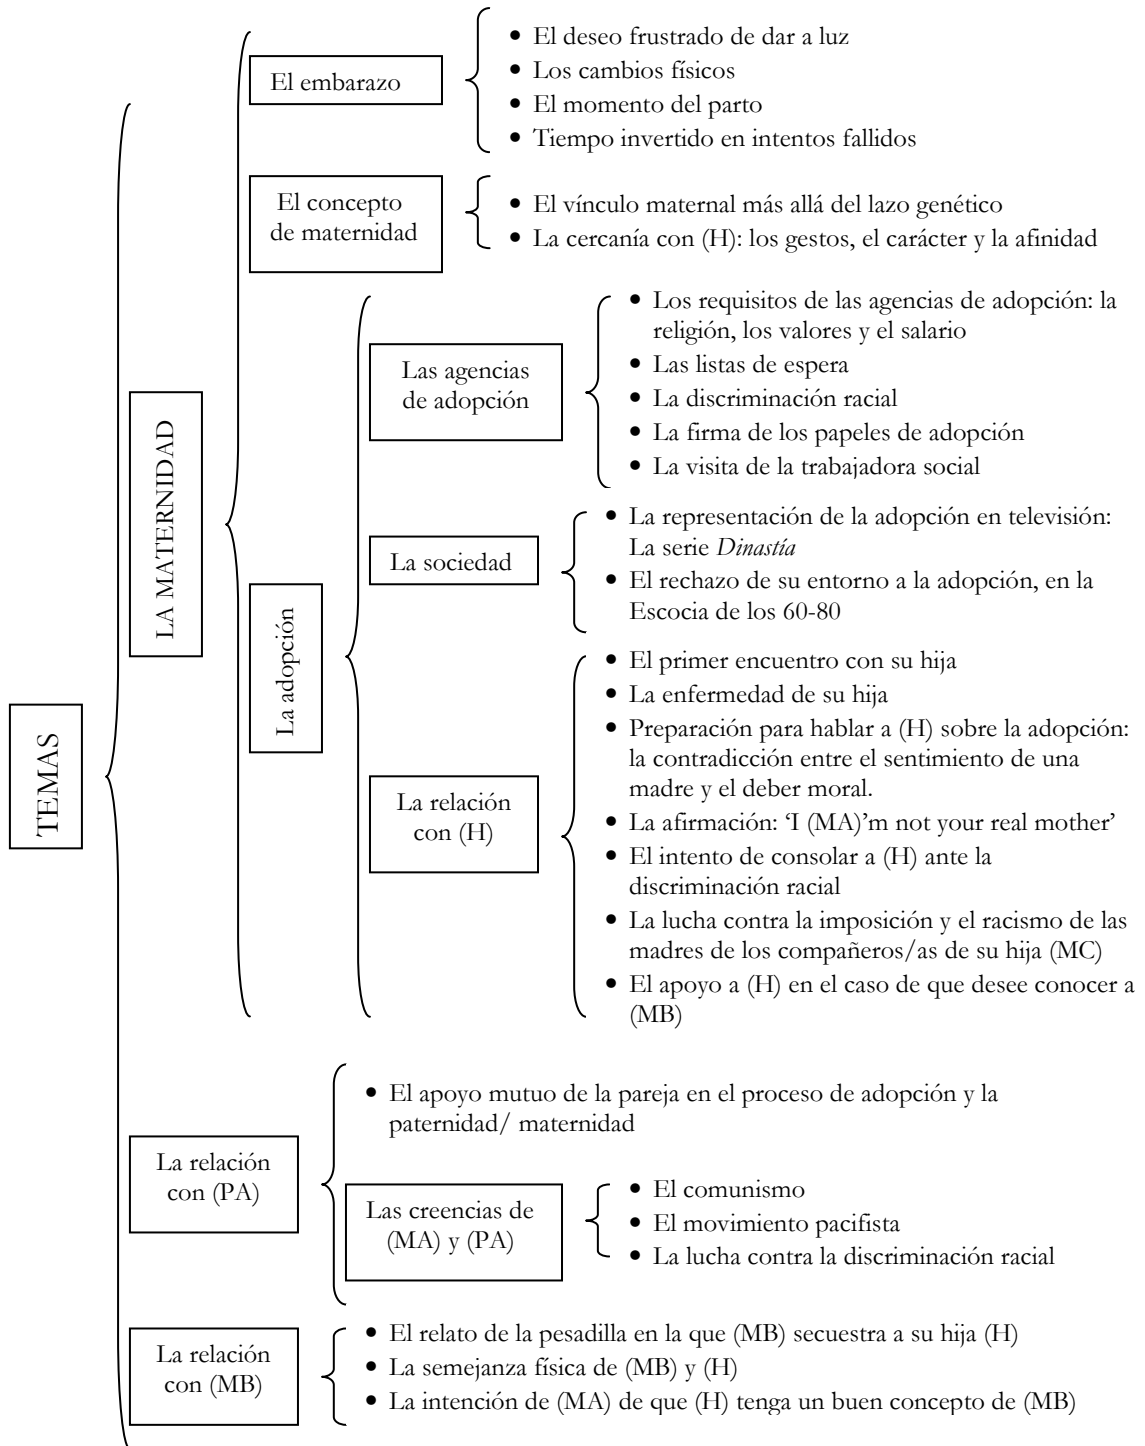 TEMAS
LA MATERNIDAD
El embarazo
• El deseo frustrado de dar a luz
• Los cambios físicos
• El momento del parto
• Tiempo invertido en intentos fallidos
El concepto
de maternidad
• El vínculo maternal más allá del lazo genético
• La cercanía con (H): los gestos, el carácter y la afinidad
La adopción
Las agencias
de adopción
• Los requisitos de las agencias de adopción: la
religión, los valores y el salario
• Las listas de espera
• La discriminación racial
• La firma de los papeles de adopción
• La visita de la trabajadora social
La sociedad
• La representación de la adopción en televisión:
La serie Dinastía
• El rechazo de su entorno a la adopción, en la
Escocia de los 60-80
La relación
con (H)
• El primer encuentro con su hija
• La enfermedad de su hija
• Preparación para hablar a (H) sobre la adopción:
la contradicción entre el sentimiento de una
madre y el deber moral.
• La afirmación: ‘I (MA)’m not your real mother’
• El intento de consolar a (H) ante la
discriminación racial
• La lucha contra la imposición y el racismo de las
madres de los compañeros/as de su hija (MC)
• El apoyo a (H) en el caso de que desee conocer a
(MB)
La relación
con (PA)
• El apoyo mutuo de la pareja en el proceso de adopción y la
paternidad/ maternidad
Las creencias de
(MA) y (PA)
• El comunismo
• El movimiento pacifista
• La lucha contra la discriminación racial
La relación
con (MB)
• El relato de la pesadilla en la que (MB) secuestra a su hija (H)
• La semejanza física de (MB) y (H)
• La intención de (MA) de que (H) tenga un buen concepto de (MB)